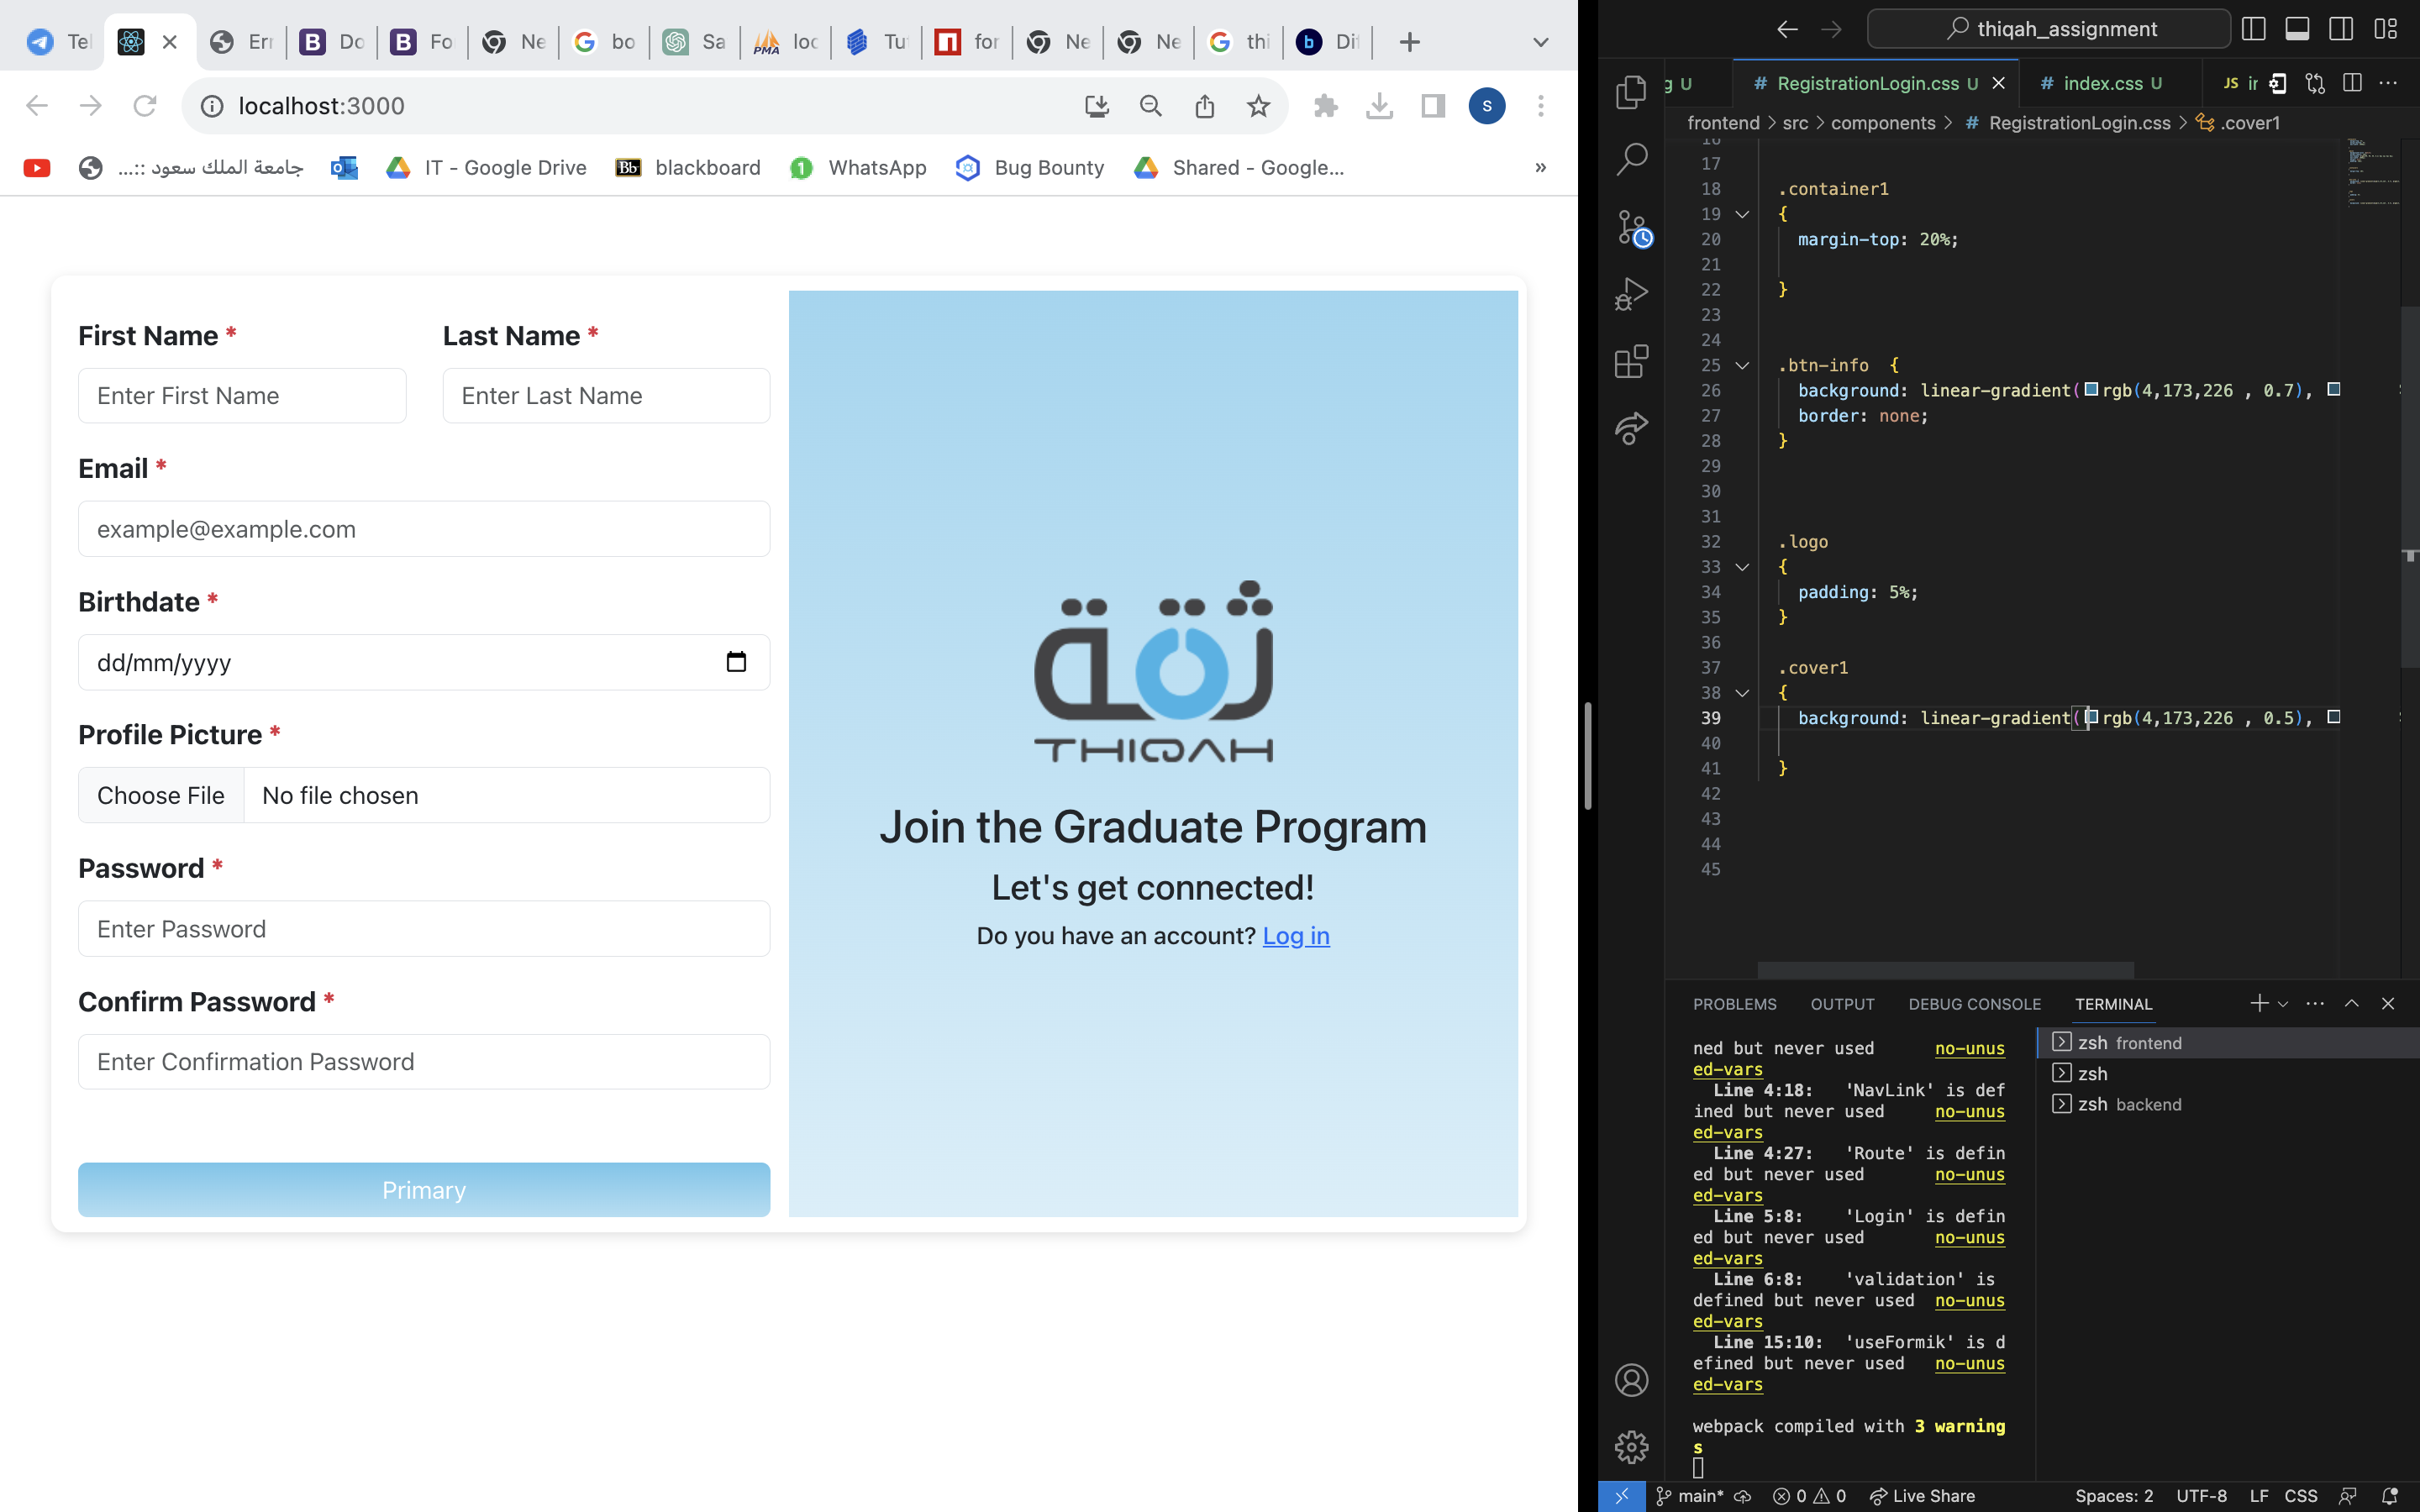 Tel
Err
Do
Fo
Ne
bo
Sa
loc
Tu
for
Ne
Ne
thi
Dif
localhost:3000
S
جامعة الملك سعود ::...
IT - Google Drive
blackboard
WhatsApp
Bug Bounty
Shared - Google...
»
First Name *
Last Name *
Enter First Name
Enter Last Name
Email *
example@example.com
Birthdate *
dd/mm/yyyy
Profile Picture *
Choose File
No file chosen
Password *
Enter Password
Confirm Password *
Enter Confirmation Password
Primary
ثقة
THIQAH
Join the Graduate Program
Let's get connected!
Do you have an account? Log in
thiqah_assignment
g U
# RegistrationLogin.css U
# index.css U
JS ir
frontend > src > components > # RegistrationLogin.css > .cover1
16
17
18 .container1
19 {
20 margin-top: 20%;
21
22 }
23
24
25 .btn-info {
26 background: linear-gradient(rgb(4,173,226 , 0.7),
27 border: none;
28 }
29
30
31
32 .logo
33 {
34 padding: 5%;
35 }
36
37 .cover1
38 {
39 background: linear-gradient(rgb(4,173,226 , 0.5),
40
41 }
42
43
44
45
PROBLEMS OUTPUT DEBUG CONSOLE TERMINAL
ned but never used no-unus
ed-vars
Line 4:18: 'NavLink' is def
ined but never used no-unus
ed-vars
Line 4:27: 'Route' is defin
ed but never used no-unus
ed-vars
Line 5:8: 'Login' is defin
ed but never used no-unus
ed-vars
Line 6:8: 'validation' is
defined but never used no-unus
ed-vars
Line 15:10: 'useFormik' is d
efined but never used no-unus
ed-vars
webpack compiled with 3 warning
s
zsh frontend
zsh
zsh backend
main* 0 0 Live Share
Spaces: 2 UTF-8 LF CSS